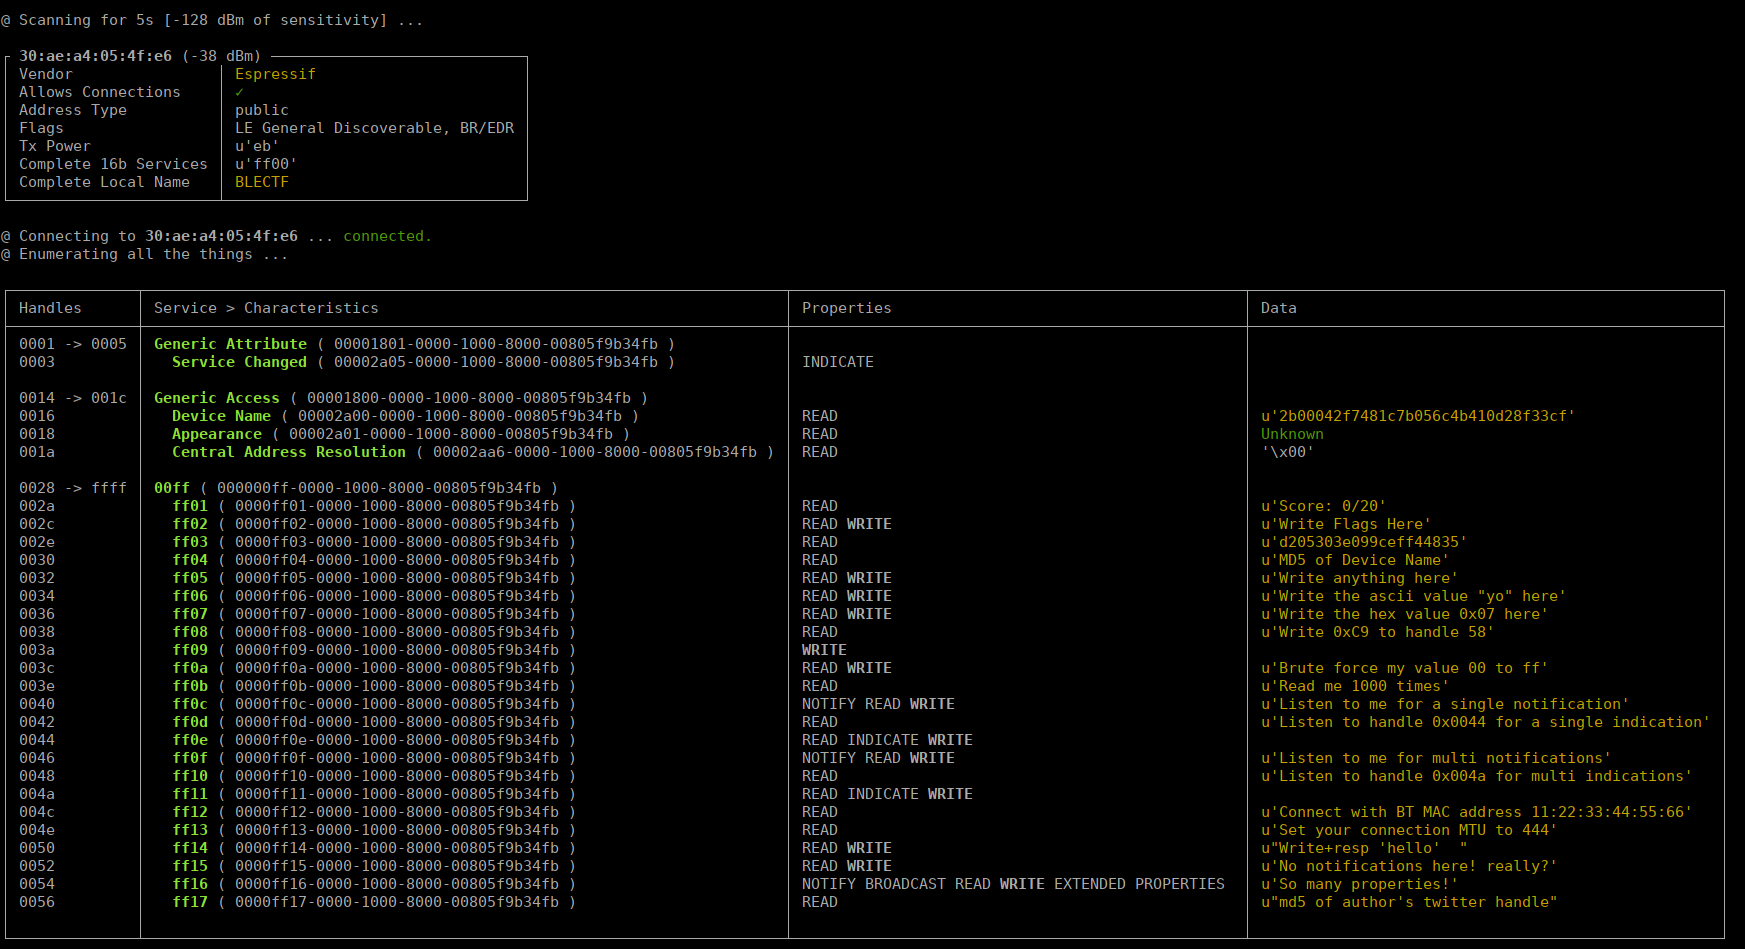 @ Scanning for 5s [-128 dBm of sensitivity] ...
30:ae:a4:05:4f:e6 (-38 dBm)
Vendor Espressif
Allows Connections ✓
Address Type public
Flags LE General Discoverable, BR/EDR
Tx Power u'eb'
Complete 16b Services u'ff00'
Complete Local Name BLECTF
@ Connecting to 30:ae:a4:05:4f:e6 ... connected.
@ Enumerating all the things ...
Handles Service > Characteristics Properties Data
0001 -> 0005 Generic Attribute ( 00001801-0000-1000-8000-00805f9b34fb )
0003 Service Changed ( 00002a05-0000-1000-8000-00805f9b34fb ) INDICATE
0014 -> 001c Generic Access ( 00001800-0000-1000-8000-00805f9b34fb )
0016 Device Name ( 00002a00-0000-1000-8000-00805f9b34fb ) READ u'2b00042f7481c7b056c4b410d28f33cf'
0018 Appearance ( 00002a01-0000-1000-8000-00805f9b34fb ) READ Unknown
001a Central Address Resolution ( 00002aa6-0000-1000-8000-00805f9b34fb ) READ '\x00'
0028 -> ffff 00ff ( 000000ff-0000-1000-8000-00805f9b34fb )
002a ff01 ( 0000ff01-0000-1000-8000-00805f9b34fb ) READ u'Score: 0/20'
002c ff02 ( 0000ff02-0000-1000-8000-00805f9b34fb ) READ WRITE u'Write Flags Here'
002e ff03 ( 0000ff03-0000-1000-8000-00805f9b34fb ) READ u'd205303e099ceff44835'
0030 ff04 ( 0000ff04-0000-1000-8000-00805f9b34fb ) READ u'MD5 of Device Name'
0032 ff05 ( 0000ff05-0000-1000-8000-00805f9b34fb ) READ WRITE u'Write anything here'
0034 ff06 ( 0000ff06-0000-1000-8000-00805f9b34fb ) READ WRITE u'Write the ascii value "yo" here'
0036 ff07 ( 0000ff07-0000-1000-8000-00805f9b34fb ) READ WRITE u'Write the hex value 0x07 here'
0038 ff08 ( 0000ff08-0000-1000-8000-00805f9b34fb ) READ u'Write 0xC9 to handle 58'
003a ff09 ( 0000ff09-0000-1000-8000-00805f9b34fb ) WRITE
003c ff0a ( 0000ff0a-0000-1000-8000-00805f9b34fb ) READ WRITE u'Brute force my value 00 to ff'
003e ff0b ( 0000ff0b-0000-1000-8000-00805f9b34fb ) READ u'Read me 1000 times'
0040 ff0c ( 0000ff0c-0000-1000-8000-00805f9b34fb ) NOTIFY READ WRITE u'Listen to me for a single notification'
0042 ff0d ( 0000ff0d-0000-1000-8000-00805f9b34fb ) READ u'Listen to handle 0x0044 for a single indication'
0044 ff0e ( 0000ff0e-0000-1000-8000-00805f9b34fb ) READ INDICATE WRITE
0046 ff0f ( 0000ff0f-0000-1000-8000-00805f9b34fb ) NOTIFY READ WRITE u'Listen to me for multi notifications'
0048 ff10 ( 0000ff10-0000-1000-8000-00805f9b34fb ) READ u'Listen to handle 0x004a for multi indications'
004a ff11 ( 0000ff11-0000-1000-8000-00805f9b34fb ) READ INDICATE WRITE
004c ff12 ( 0000ff12-0000-1000-8000-00805f9b34fb ) READ u'Connect with BT MAC address 11:22:33:44:55:66'
004e ff13 ( 0000ff13-0000-1000-8000-00805f9b34fb ) READ u'Set your connection MTU to 444'
0050 ff14 ( 0000ff14-0000-1000-8000-00805f9b34fb ) READ WRITE u"Write+resp 'hello'  "
0052 ff15 ( 0000ff15-0000-1000-8000-00805f9b34fb ) READ WRITE u'No notifications here! really?'
0054 ff16 ( 0000ff16-0000-1000-8000-00805f9b34fb ) NOTIFY BROADCAST READ WRITE EXTENDED PROPERTIES u'So many properties!'
0056 ff17 ( 0000ff17-0000-1000-8000-00805f9b34fb ) READ u"md5 of author's twitter handle"